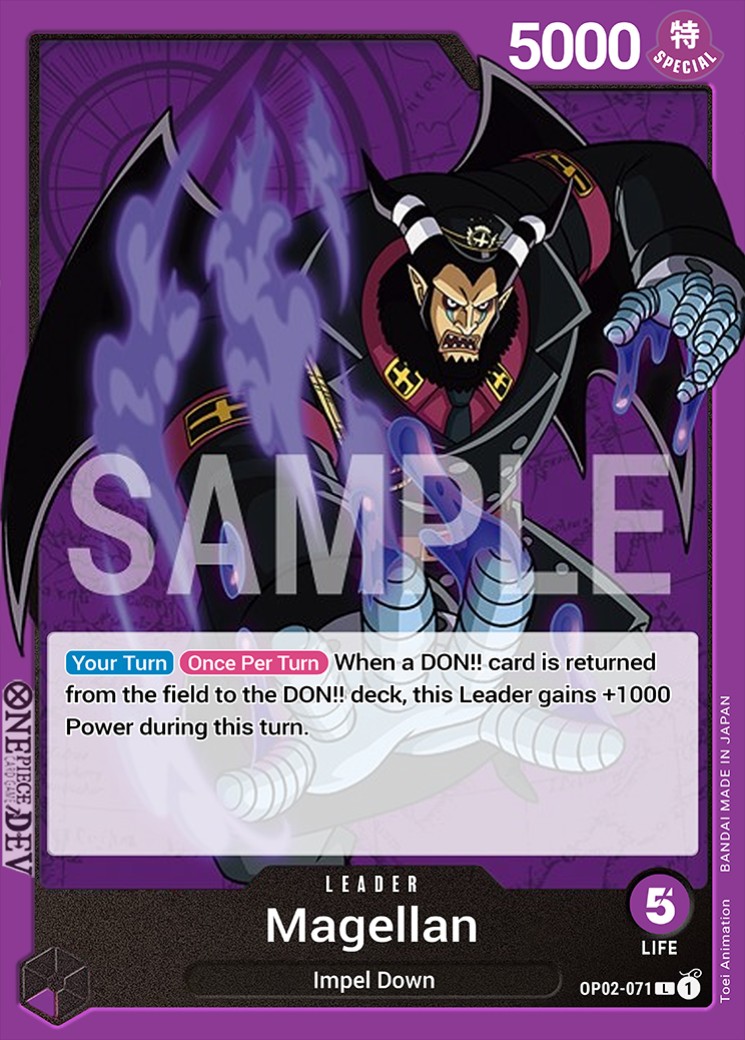 5000
特
SPECIAL
SAMPLE
Your Turn Once Per Turn When a DON!! card is returned
from the field to the DON!! deck, this Leader gains +1000
Power during this turn.
ONE PIECE
CARD GAME
DEV
BANDAI MADE IN JAPAN
Toei Animation
LEADER
Magellan
5
LIFE
Impel Down
OP02-071 L 1